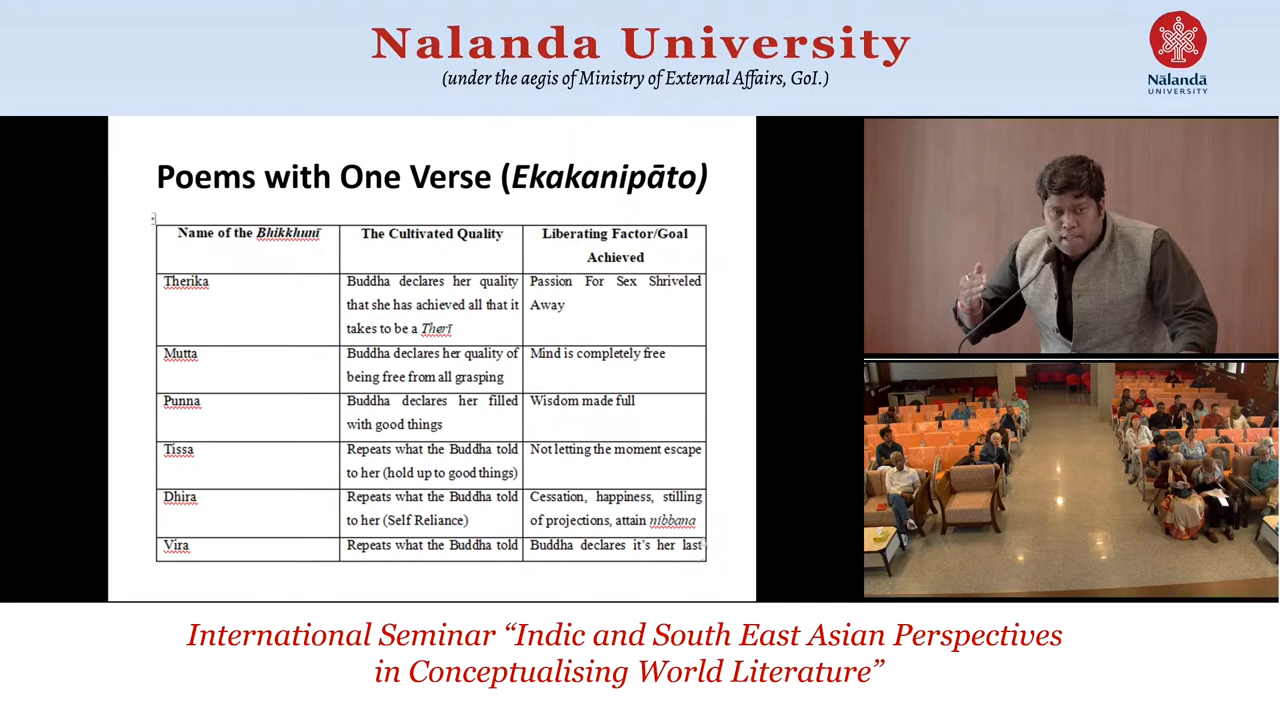 Nalanda University
(under the aegis of Ministry of External Affairs, GoI.)
Nālandā
UNIVERSITY
Poems with One Verse (Ekakanipāto)
Name of the Bhikkhunī
The Cultivated Quality
Liberating Factor/Goal
Achieved
Therika
Buddha declares her quality
that she has achieved all that it
takes to be a Therī
Passion For Sex Shriveled
Away
Mutta
Buddha declares her quality of
being free from all grasping
Mind is completely free
Punna
Buddha declares her filled
with good things
Wisdom made full
Tissa
Repeats what the Buddha told
to her (hold up to good things)
Not letting the moment escape
Dhira
Repeats what the Buddha told
to her (Self Reliance)
Cessation, happiness, stilling
of projections, attain nibbana
Vira
Repeats what the Buddha told
Buddha declares it’s her last
International Seminar “Indic and South East Asian Perspectives
in Conceptualising World Literature”